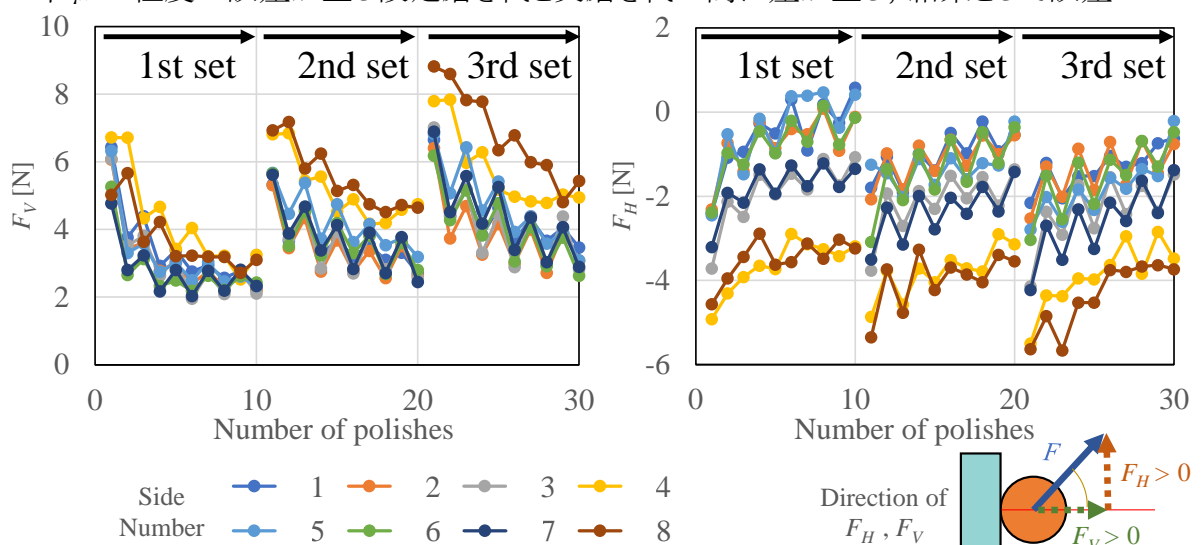 10
8
6
4
2
0
F_V [N]
1st set
2nd set
3rd set
0
10
20
30
Number of polishes
2
0
-2
-4
-6
F_H [N]
1st set
2nd set
3rd set
0
10
20
30
Number of polishes
Side
Number
1 2 3 4
5 6 7 8
Direction of
F_H , F_V
F
F_H > 0
F_V > 0